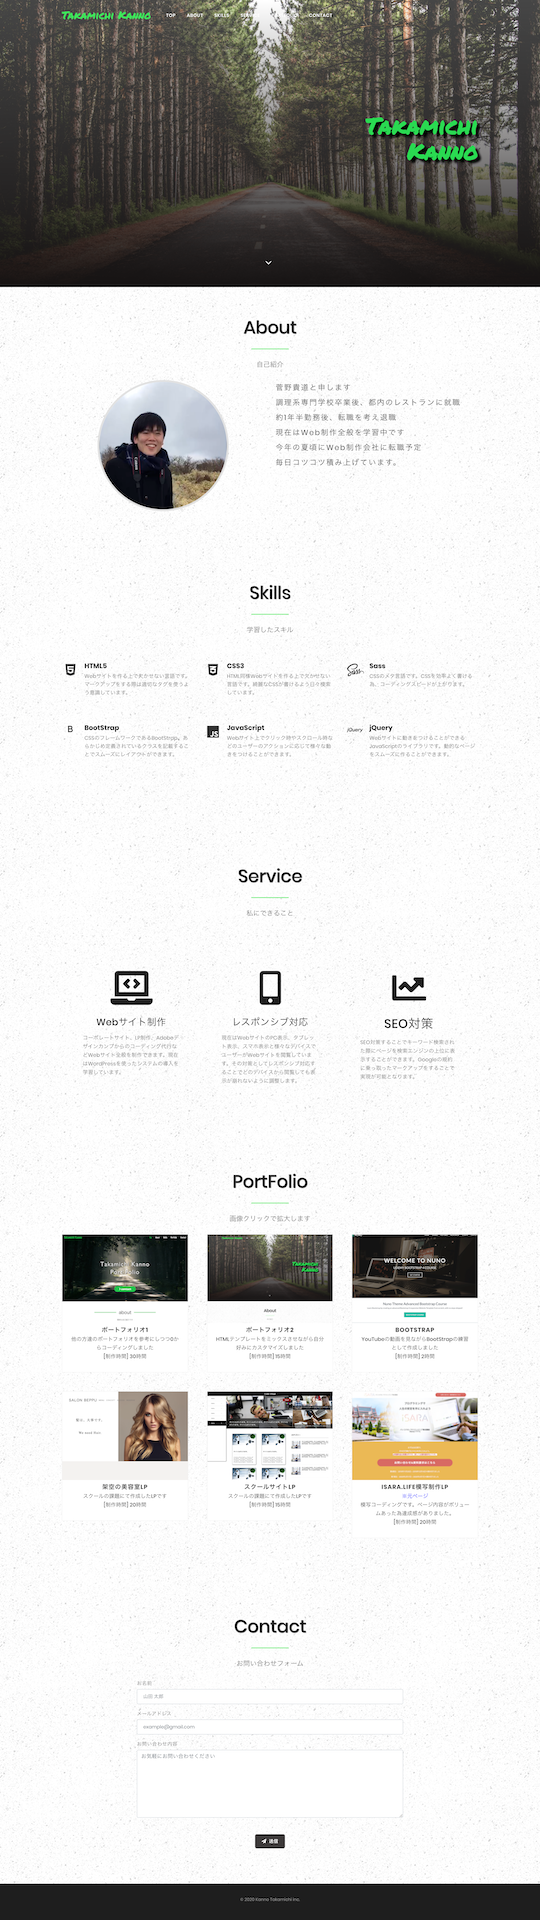 Takamichi Kanno
TOP
ABOUT
SKILLS
CONTACT
Takamichi
Kanno
About
自己紹介
菅野貴道と申します
調理系専門学校卒業後、都内のレストランに就職
約1年半勤務後、転職を考え退職
現在はWeb制作全般を学習中です
今年の夏頃にWeb制作会社に転職予定
毎日コツコツ積み上げています。
Skills
学習したスキル
HTML5
Webサイトを作る上で欠かせない言語です。
マークアップをする際は適切なタグを使うよ
う意識しています。
CSS3
HTML同様Webサイトを作る上で欠かせない
言語です。綺麗なCSSが書けるよう日々模索
しています。
Sass
CSSのメタ言語です。CSSを効率よく書ける
為、コーディングスピードが上がります。
BootStrap
CSSのフレームワークであるBootStrap。あ
らかじめ定義されているクラスを記載するこ
とでスムーズにレイアウトができます。
JavaScript
Webサイト上でクリック時やスクロール時な
どのユーザーのアクションに応じて様々な動
きをつけることができます。
jQuery
jQuery
Webサイトに動きをつけることができる
JavaScriptのライブラリです。動的なページ
をスムーズに作ることができます。
Service
私にできること
Webサイト制作
コーポレートサイト、LP制作、Adobeデ
ザインカンプからのコーディング代行な
どWebサイト全般を制作できます。現在
はWordPressを使ったシステムの導入を
学習しています。
レスポンシブ対応
現在はWebサイトのPC表示、タブレッ
ト表示、スマホ表示と様々なデバイスで
ユーザーがWebサイトを閲覧していま
す。その対策としてレスポンシブ対応す
ることでどのデバイスから閲覧しても表
示が崩れないように調整します。
SEO対策
SEO対策することでキーワード検索され
た際にページを検索エンジンの上位に表
示することができます。Googleの規約
に乗っ取ったマークアップをすることで
実現が可能となります。
PortFolio
画像クリックで拡大します
Takamichi Kanno
PortFolio
about
ポートフォリオ1
他の方達のポートフォリオを参考にしつつ0か
らコーディングしました
[制作時間] 30時間
Takamichi
Kanno
About
ポートフォリオ2
HTMLテンプレートをミックスさせながら自分
好みにカスタマイズしました
[制作時間] 15時間
WELCOME TO NUNO
Nuno Theme Advanced Bootstrap Course
BOOTSTRAP
YouTubeの動画を見ながらBootStrapの練習
として作成しました
[制作時間] 2時間
SALON BEPPU
架空の美容室LP
スクールの課題にて作成したLPです
[制作時間] 20時間
スクールサイトLP
スクールの課題にて作成したLPです
[制作時間] 15時間
ISARA
ISARA.LIFE模写制作LP
※元ページ
模写コーディングです。ページ内容がボリュー
ムあった為達成感がありました。
[制作時間] 20時間
Contact
お問い合わせフォーム
お名前
山田 太郎
メールアドレス
example@gmail.com
お問い合わせ内容
お気軽にお問い合わせください
送信
© 2020 Kanno Takamichi Inc.